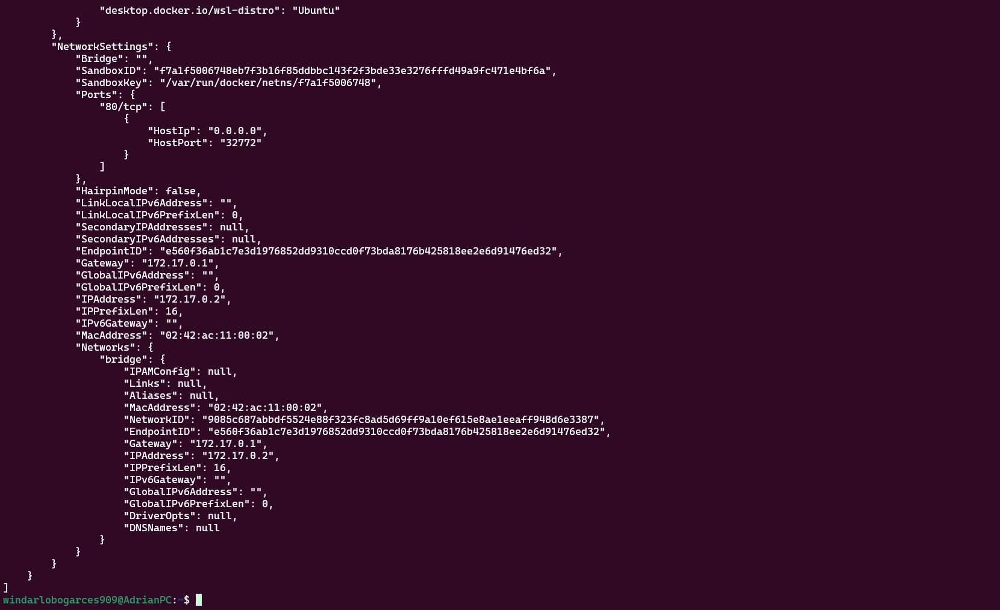 "desktop.docker.io/wsl-distro": "Ubuntu"
}
},
"NetworkSettings": {
"Bridge": "",
"SandboxID": "f7a1f5006748eb7f3b16f85ddbbc143f2f3bde33e3276fffd49a9fc471e4bf6a",
"SandboxKey": "/var/run/docker/netns/f7a1f5006748",
"Ports": {
"80/tcp": [
{
"HostIp": "0.0.0.0",
"HostPort": "32772"
}
]
},
"HairpinMode": false,
"LinkLocalIPv6Address": "",
"LinkLocalIPv6PrefixLen": 0,
"SecondaryIPAddresses": null,
"SecondaryIPv6Addresses": null,
"EndpointID": "e560f36ab1c7e3d1976852dd9310ccd0f73bda8176b425818ee2e6d91476ed32",
"Gateway": "172.17.0.1",
"GlobalIPv6Address": "",
"GlobalIPv6PrefixLen": 0,
"IPAddress": "172.17.0.2",
"IPPrefixLen": 16,
"IPv6Gateway": "",
"MacAddress": "02:42:ac:11:00:02",
"Networks": {
"bridge": {
"IPAMConfig": null,
"Links": null,
"Aliases": null,
"MacAddress": "02:42:ac:11:00:02",
"NetworkID": "9085c687abbdf5524e88f323fc8ad5d69ff9a10ef615e8ae1eeaff948d6e3387",
"EndpointID": "e560f36ab1c7e3d1976852dd9310ccd0f73bda8176b425818ee2e6d91476ed32",
"Gateway": "172.17.0.1",
"IPAddress": "172.17.0.2",
"IPPrefixLen": 16,
"IPv6Gateway": "",
"GlobalIPv6Address": "",
"GlobalIPv6PrefixLen": 0,
"DriverOpts": null,
"DNSNames": null
}
}
}
}
]
windarlobogarces909@AdrianPC:~$